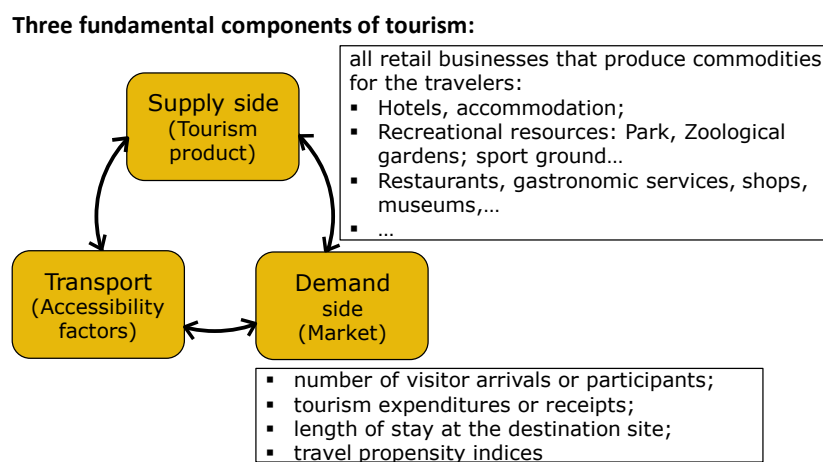 Three fundamental components of tourism:
all retail businesses that produce commodities
for the travelers:
▪ Hotels, accommodation;
▪ Recreational resources: Park, Zoological
gardens; sport ground…
▪ Restaurants, gastronomic services, shops,
museums,…
▪ …
Supply side
(Tourism
product)
Transport
(Accessibility
factors)
Demand
side
(Market)
▪ number of visitor arrivals or participants;
▪ tourism expenditures or receipts;
▪ length of stay at the destination site;
▪ travel propensity indices